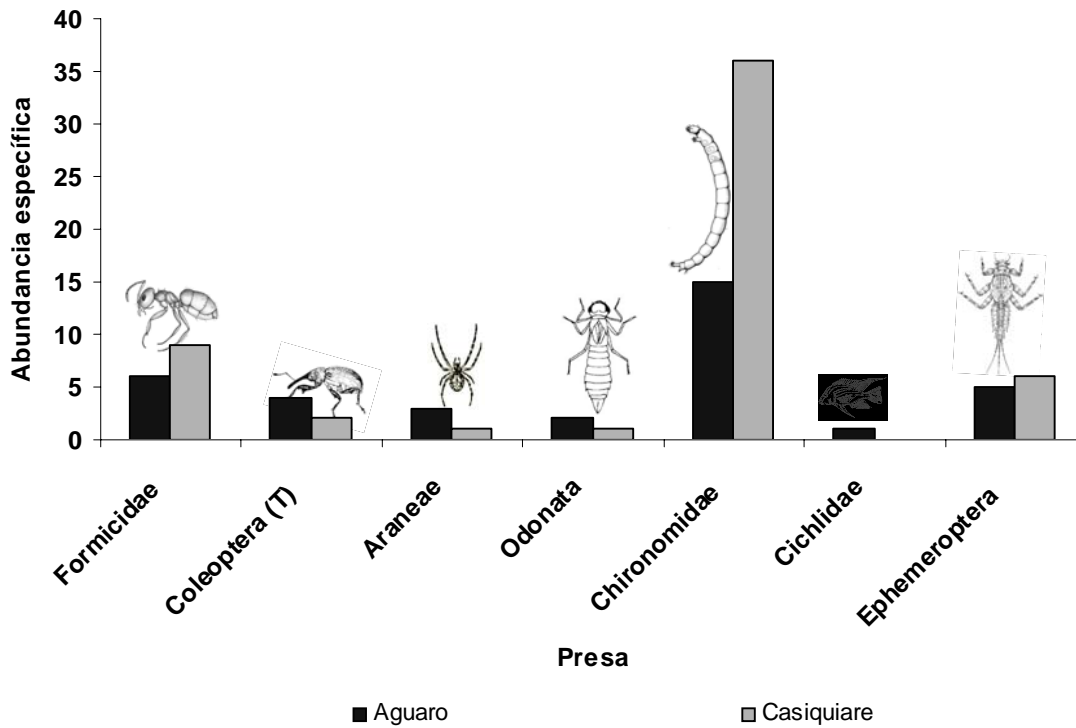 Abundancia específica
40
35
30
25
20
15
10
5
0
Formicidae
Coleoptera (T)
Araneae
Odonata
Chironomidae
Cichlidae
Ephemeroptera
Presa
Aguaro
Casiquiare